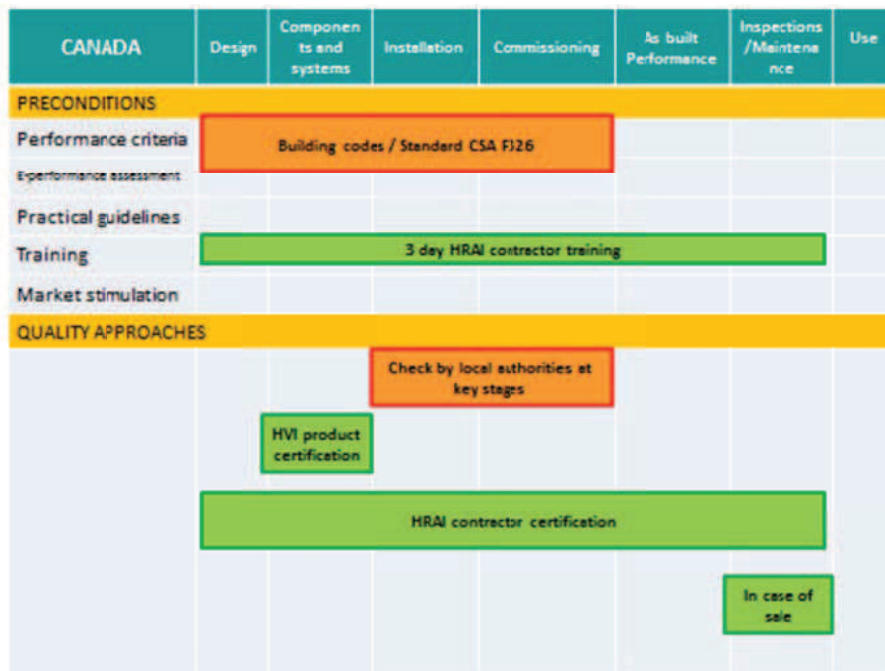 CANADA
Design
Componen
ts and
systems
Installation
Commissioning
As built
Performance
Inspections
/Maintena
nce
Use
PRECONDITIONS
Performance criteria
Building codes / Standard CSA F326
E-performance assessment
Practical guidelines
Training
3 day HRAI contractor training
Market stimulation
QUALITY APPROACHES
Check by local authorities at
key stages
HVI product
certification
HRAI contractor certification
In case of
sale